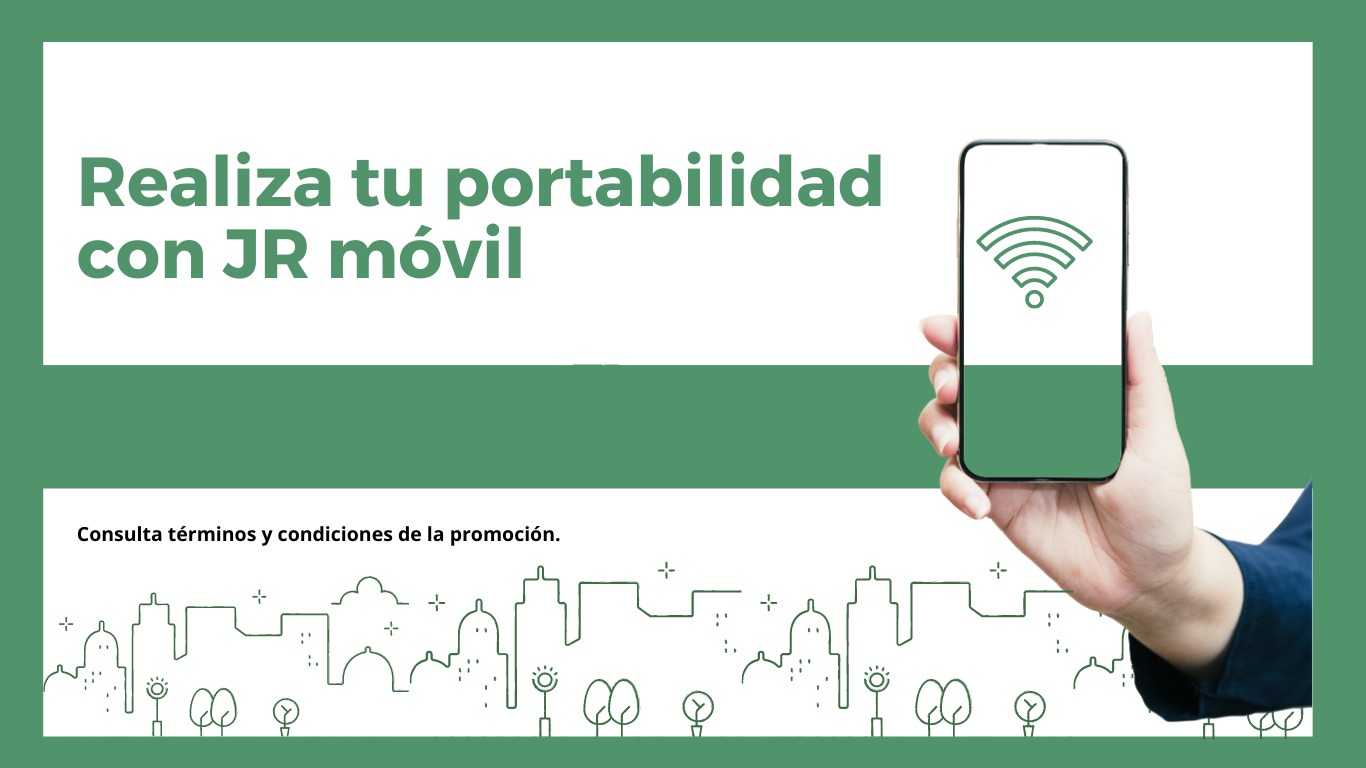 Realiza tu portabilidad
con JR móvil
Consulta términos y condiciones de la promoción.